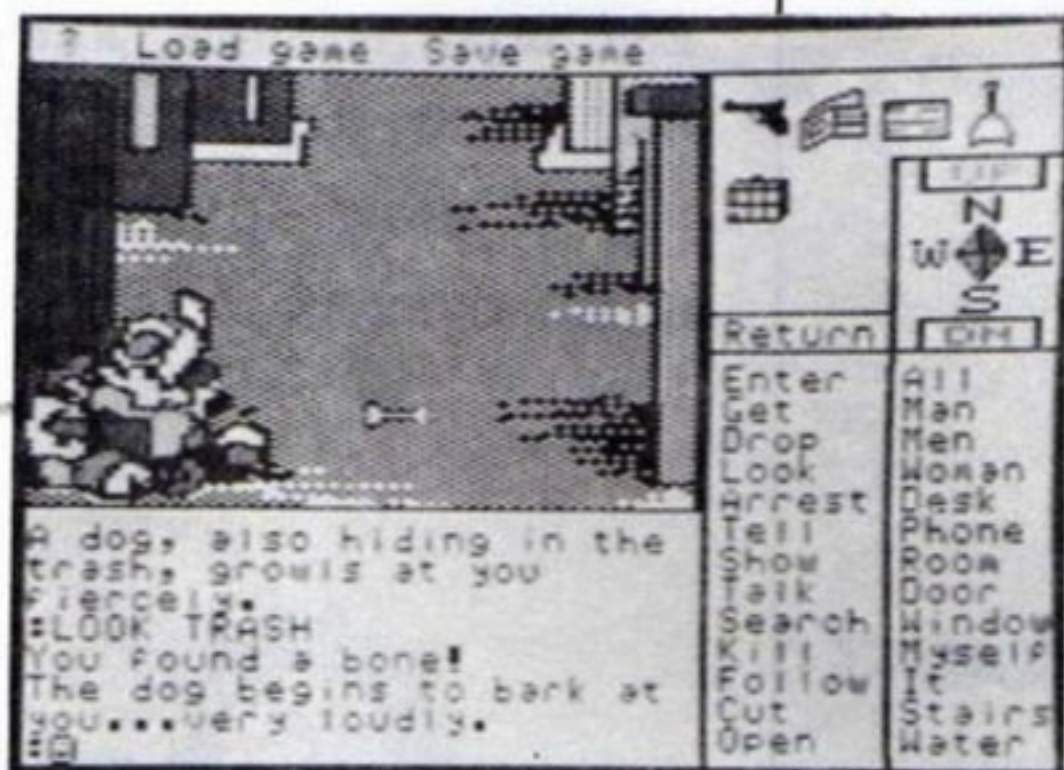 ? Load game Save game
UP
N
W E
S
Return DN
Enter All
Get Man
Drop Men
Look Woman
Arrest Desk
Tell Phone
Show Room
Talk Door
Search Window
Kill Myself
Follow It
Cut Stairs
Open Water
A dog, also hiding in the
trash, growls at you
fiercely.
:LOOK TRASH
You found a bone!
The dog begins to bark at
you...very loudly.
: